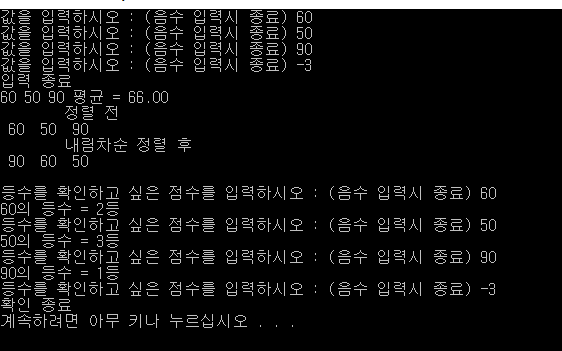 값을 입력하시오 : (음수 입력시 종료) 60
값을 입력하시오 : (음수 입력시 종료) 50
값을 입력하시오 : (음수 입력시 종료) 90
값을 입력하시오 : (음수 입력시 종료) -3
입력 종료
60 50 90 평균 = 66.00
정렬 전
60 50 90
내림차순 정렬 후
90 60 50
등수를 확인하고 싶은 점수를 입력하시오 : (음수 입력시 종료) 60
60의 등수 = 2등
등수를 확인하고 싶은 점수를 입력하시오 : (음수 입력시 종료) 50
50의 등수 = 3등
등수를 확인하고 싶은 점수를 입력하시오 : (음수 입력시 종료) 90
90의 등수 = 1등
등수를 확인하고 싶은 점수를 입력하시오 : (음수 입력시 종료) -3
확인 종료
계속하려면 아무 키나 누르십시오 . . .